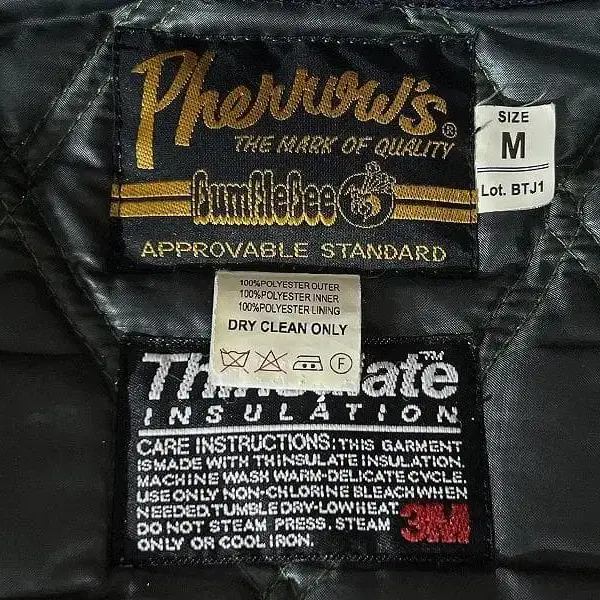 Pherrow's®
THE MARK OF QUALITY
BumBleBee
APPROVABLE STANDARD
SIZE
M
Lot. BTJ1
100%POLYESTER OUTER
100%POLYESTER INNER
100%POLYESTER LINING
DRY CLEAN ONLY
F
Thinsulate™
INSULATION
CARE INSTRUCTIONS: THIS GARMENT
IS MADE WITH THINSULATE INSULATION.
MACHINE WASH WARM-DELICATE CYCLE.
USE ONLY NON-CHLORINE BLEACH WHEN
NEEDED. TUMBLE DRY-LOW HEAT.
DO NOT STEAM PRESS. STEAM
ONLY OR COOL IRON.
3M